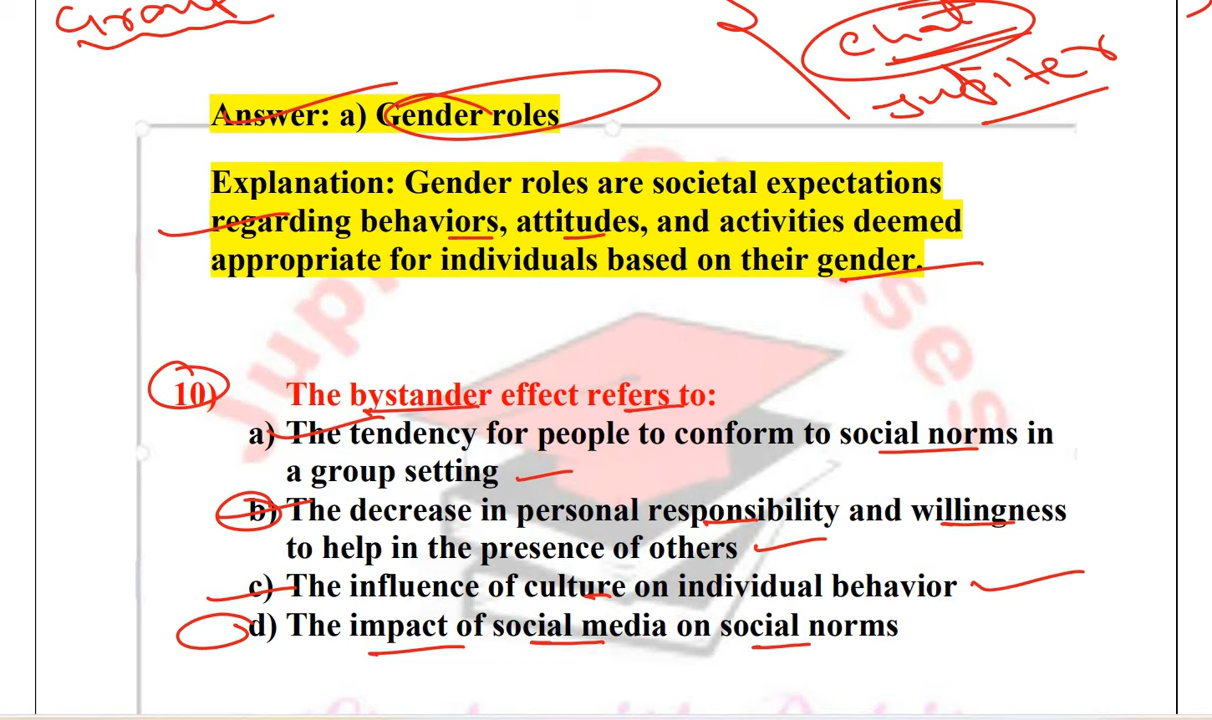 Group
Chat
Jupiter
Answer: a) Gender roles
Explanation: Gender roles are societal expectations
regarding behaviors, attitudes, and activities deemed
appropriate for individuals based on their gender.
10) The bystander effect refers to:
a) The tendency for people to conform to social norms in
a group setting
b) The decrease in personal responsibility and willingness
to help in the presence of others
c) The influence of culture on individual behavior
d) The impact of social media on social norms